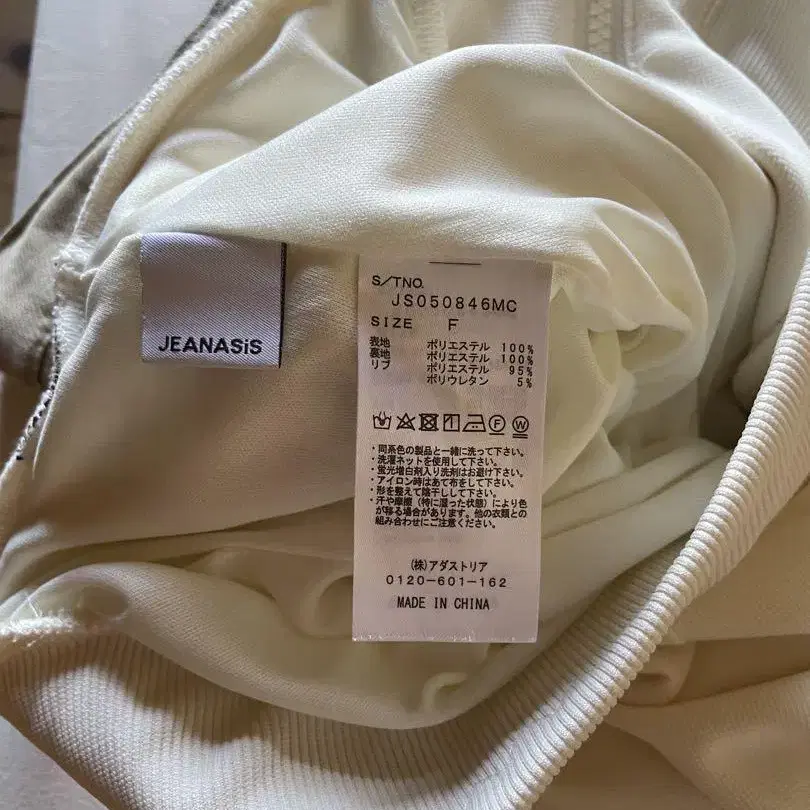 JEANASiS
S/TNO.
JS050846MC
SIZE F
表地 ポリエステル 100%
裏地 ポリエステル 100%
リブ ポリエステル 95%
ポリウレタン 5%
F W
・同系色の製品と一緒に洗って下さい。
・洗濯ネットを使用して下さい。
・蛍光増白剤入り洗剤はお避け下さい。
・アイロン時はあて布をして下さい。
・形を整えて陰干しして下さい。
・汗や摩擦（特に湿った状態）により色
が移る場合があります。他の衣類との
組み合わせにご注意ください。
(株)アダストリア
0120-601-162
MADE IN CHINA